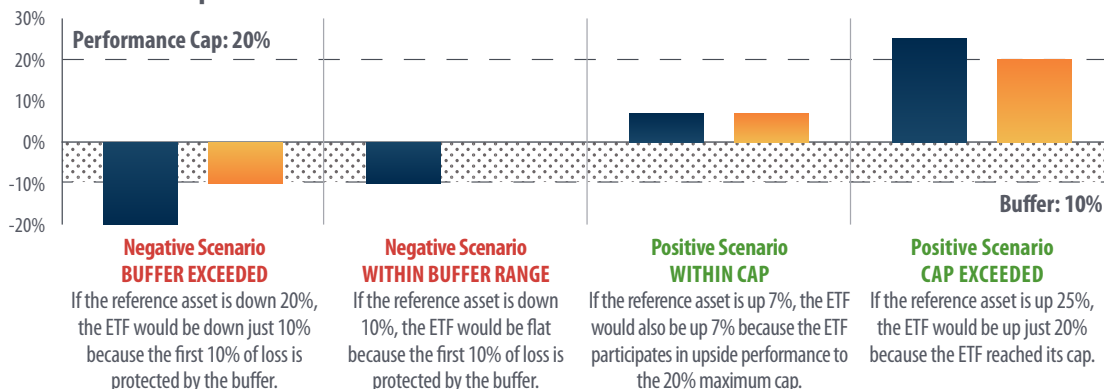 30%
Performance Cap: 20%
20%
10%
0%
-10%
Buffer: 10%
-20%
Negative Scenario
BUFFER EXCEEDED
If the reference asset is down 20%,
the ETF would be down just 10%
because the first 10% of loss is
protected by the buffer.
Negative Scenario
WITHIN BUFFER RANGE
If the reference asset is down
10%, the ETF would be flat
because the first 10% of loss is
protected by the buffer.
Positive Scenario
WITHIN CAP
If the reference asset is up 7%, the ETF
would also be up 7% because the ETF
participates in upside performance to
the 20% maximum cap.
Positive Scenario
CAP EXCEEDED
If the reference asset is up 25%,
the ETF would be up just 20%
because the ETF reached its cap.